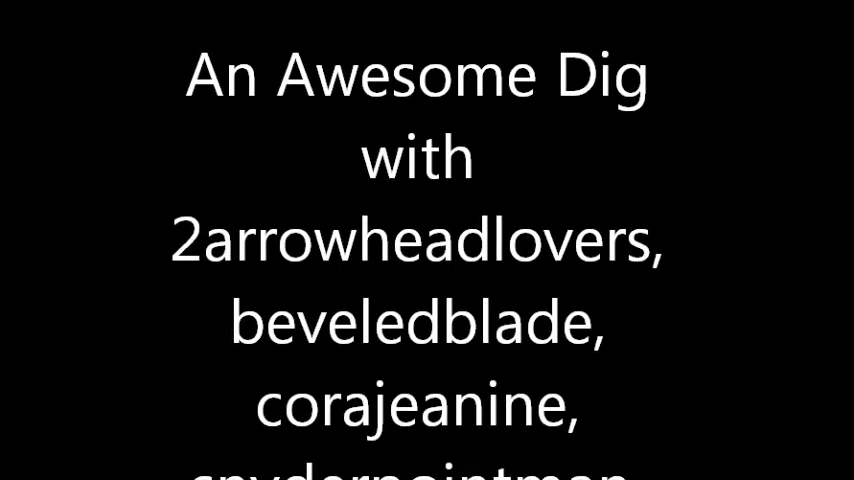 An Awesome Dig
with
2arrowheadlovers,
beveledblade,
corajeanine,